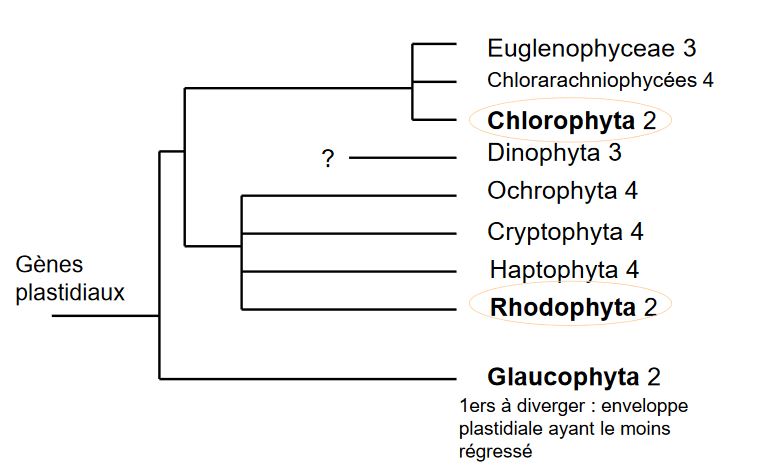 Euglenophyceae 3
Chlorarachniophycées 4
Chlorophyta 2
? Dinophyta 3
Ochrophyta 4
Cryptophyta 4
Haptophyta 4
Gènes
plastidiaux
Rhodophyta 2
Glaucophyta 2
1ers à diverger : enveloppe
plastidiale ayant le moins
régressé